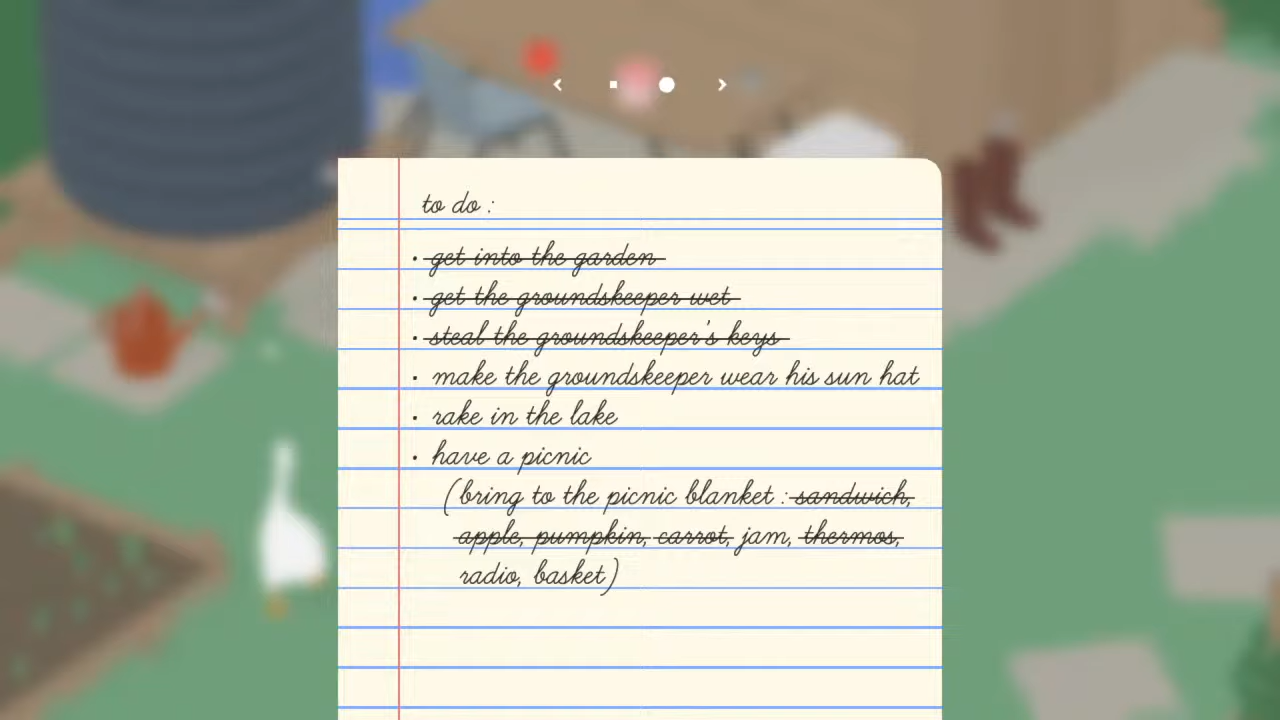 to do :
• get into the garden
• get the groundskeeper wet
• steal the groundskeeper's keys
• make the groundskeeper wear his sun hat
• rake in the lake
• have a picnic
(bring to the picnic blanket : sandwich,
apple, pumpkin, carrot, jam, thermos,
radio, basket)